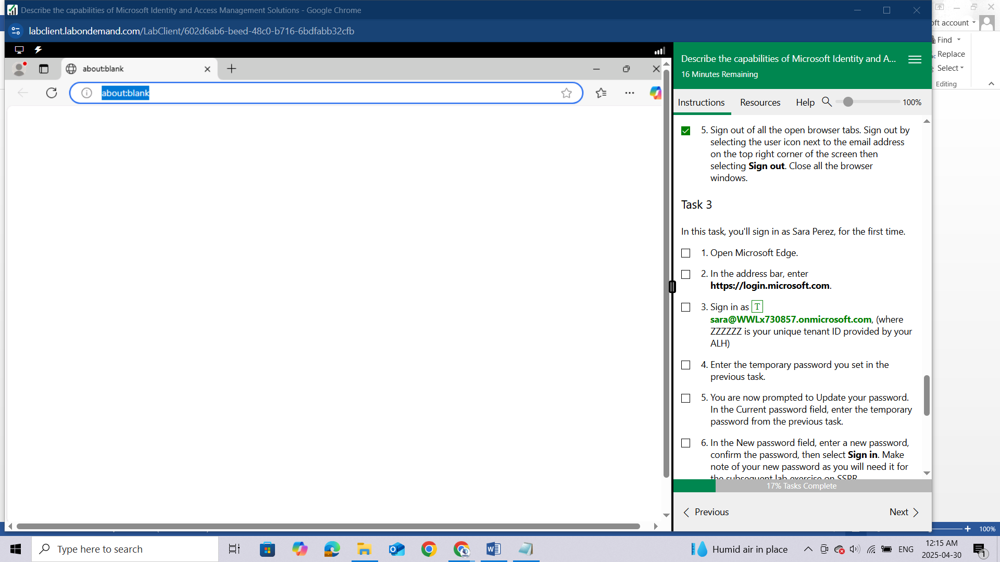 Describe the capabilities of Microsoft Identity and Access Management Solutions - Google Chrome
labclient.labondemand.com/LabClient/602d6ab6-beed-48c0-b716-6bdfabb32cfb
about:blank
about:blank
Describe the capabilities of Microsoft Identity and A...
16 Minutes Remaining
Instructions
Resources
Help
100%
5. Sign out of all the open browser tabs. Sign out by
selecting the user icon next to the email address
on the top right corner of the screen then
selecting Sign out. Close all the browser
windows.
Task 3
In this task, you'll sign in as Sara Perez, for the first time.
1. Open Microsoft Edge.
2. In the address bar, enter
https://login.microsoft.com.
3. Sign in as T
sara@WWLx730857.onmicrosoft.com, (where
ZZZZZZ is your unique tenant ID provided by your
ALH)
4. Enter the temporary password you set in the
previous task.
5. You are now prompted to Update your password.
In the Current password field, enter the temporary
password from the previous task.
6. In the New password field, enter a new password,
confirm the password, then select Sign in. Make
note of your new password as you will need it for
the subsequent lab exercise on SSPR
17% Tasks Complete
Previous
Next
account
Find
Replace
Select
Editing
100%
Type here to search
Humid air in place
ENG
12:15 AM
2025-04-30
1